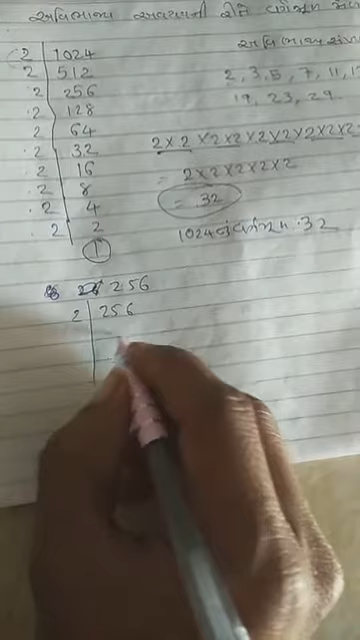 અવિભાજ્ય અવયવની રીતે વર્ગમૂળ
2 | 1024
2 | 512
2 | 256
2 | 128
2 | 64
2 | 32
2 | 16
2 | 8
2 | 4
2 | 2
1
અવિભાજ્ય
2, 3, 5, 7, 11,
19, 23, 29
2×2×2×2×2×2×2×2×2×2
= 2×2×2×2×2
= 32
1024નું વર્ગમૂળ 32
256
2 | 256